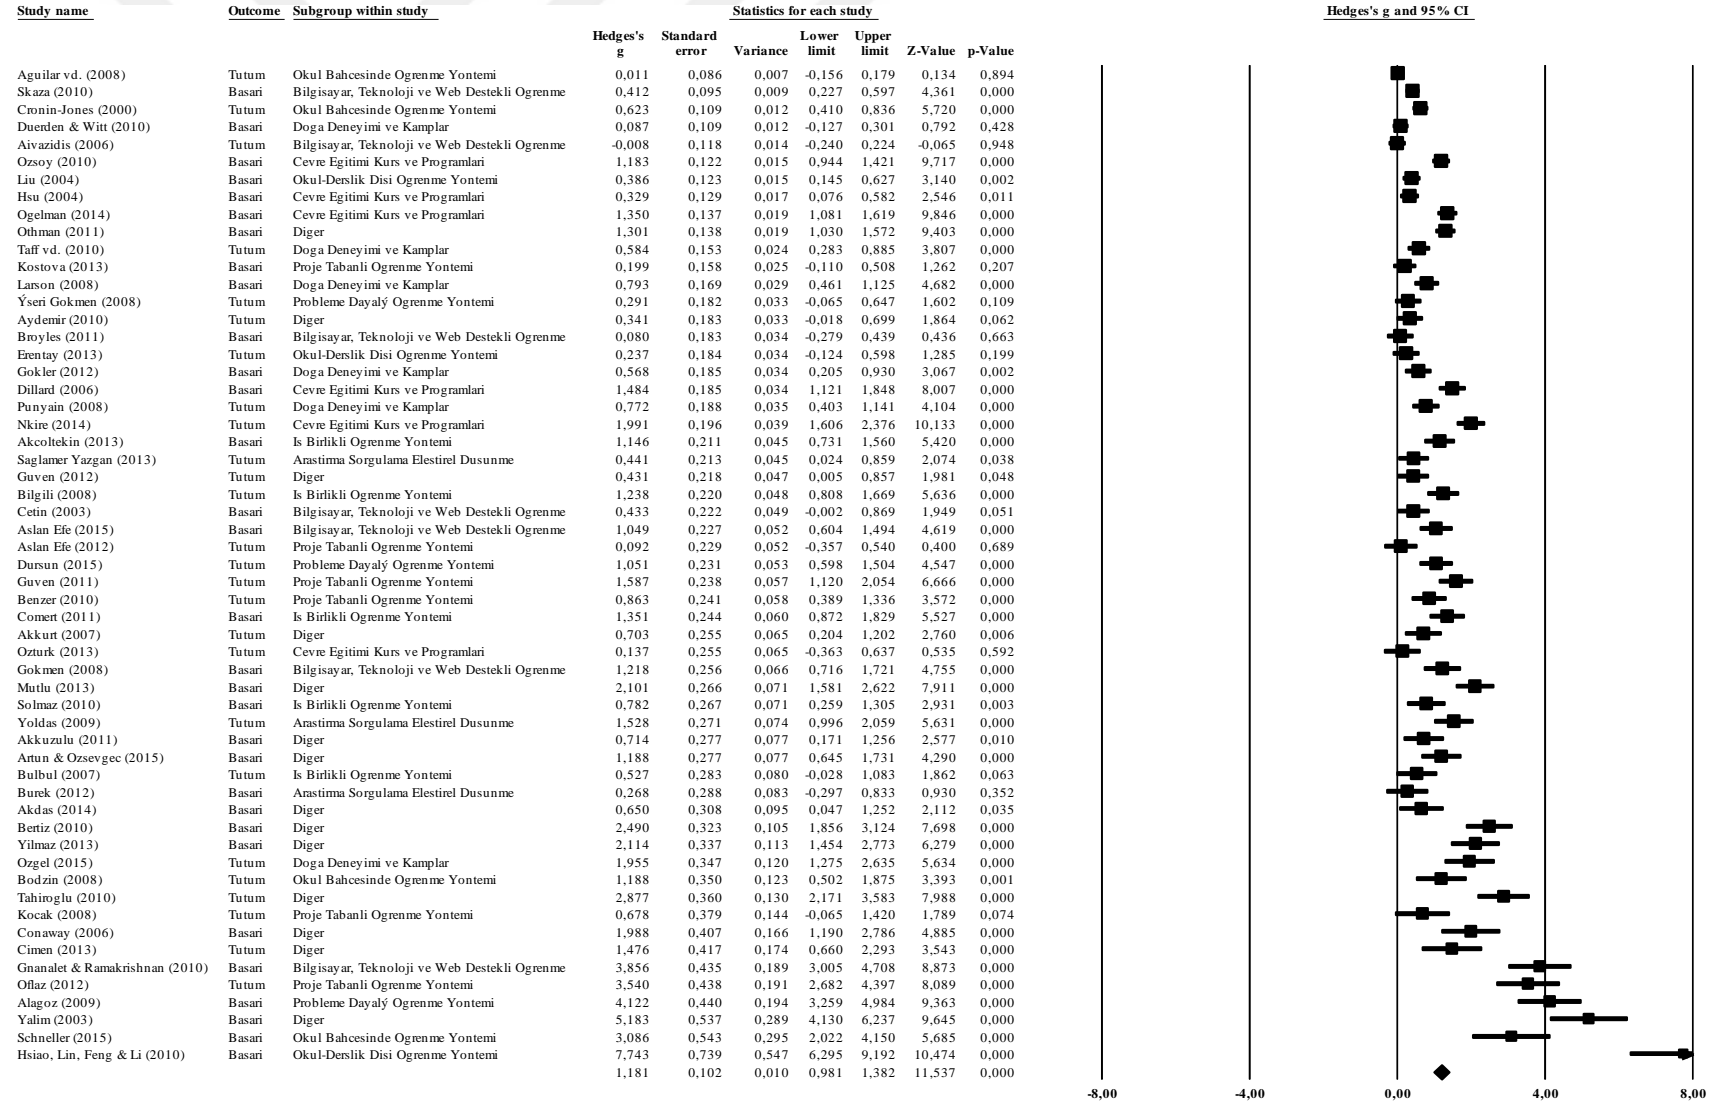 Study name Outcome Subgroup within study Statistics for each study Hedges's g and 95% CI
Hedges's Standard Lower Upper
g error Variance limit limit Z-Value p-Value
Aguilar vd. (2008) Tutum Okul Bahcesinde Ogrenme Yontemi 0,011 0,086 0,007 -0,156 0,179 0,134 0,894
Skaza (2010) Basari Bilgisayar, Teknoloji ve Web Destekli Ogrenme 0,412 0,095 0,009 0,227 0,597 4,361 0,000
Cronin-Jones (2000) Tutum Okul Bahcesinde Ogrenme Yontemi 0,623 0,109 0,012 0,410 0,836 5,720 0,000
Duerden & Witt (2010) Basari Doga Deneyimi ve Kamplar 0,087 0,109 0,012 -0,127 0,301 0,792 0,428
Aivazidis (2006) Tutum Bilgisayar, Teknoloji ve Web Destekli Ogrenme -0,008 0,118 0,014 -0,240 0,224 -0,065 0,948
Ozsoy (2010) Basari Cevre Egitimi Kurs ve Programlari 1,183 0,122 0,015 0,944 1,421 9,717 0,000
Liu (2004) Basari Okul-Derslik Disi Ogrenme Yontemi 0,386 0,123 0,015 0,145 0,627 3,140 0,002
Hsu (2004) Basari Cevre Egitimi Kurs ve Programlari 0,329 0,129 0,017 0,076 0,582 2,546 0,011
Ogelman (2014) Basari Cevre Egitimi Kurs ve Programlari 1,350 0,137 0,019 1,081 1,619 9,846 0,000
Othman (2011) Basari Diger 1,301 0,138 0,019 1,030 1,572 9,403 0,000
Taff vd. (2010) Tutum Doga Deneyimi ve Kamplar 0,584 0,153 0,024 0,283 0,885 3,807 0,000
Kostova (2013) Basari Proje Tabanli Ogrenme Yontemi 0,199 0,158 0,025 -0,110 0,508 1,262 0,207
Larson (2008) Basari Doga Deneyimi ve Kamplar 0,793 0,169 0,029 0,461 1,125 4,682 0,000
Ýseri Gokmen (2008) Tutum Probleme Dayalý Ogrenme Yontemi 0,291 0,182 0,033 -0,065 0,647 1,602 0,109
Aydemir (2010) Tutum Diger 0,341 0,183 0,033 -0,018 0,699 1,864 0,062
Broyles (2011) Basari Bilgisayar, Teknoloji ve Web Destekli Ogrenme 0,080 0,183 0,034 -0,279 0,439 0,436 0,663
Erentay (2013) Tutum Okul-Derslik Disi Ogrenme Yontemi 0,237 0,184 0,034 -0,124 0,598 1,285 0,199
Gokler (2012) Basari Doga Deneyimi ve Kamplar 0,568 0,185 0,034 0,205 0,930 3,067 0,002
Dillard (2006) Basari Cevre Egitimi Kurs ve Programlari 1,484 0,185 0,034 1,121 1,848 8,007 0,000
Punyain (2008) Tutum Doga Deneyimi ve Kamplar 0,772 0,188 0,035 0,403 1,141 4,104 0,000
Nkire (2014) Tutum Cevre Egitimi Kurs ve Programlari 1,991 0,196 0,039 1,606 2,376 10,133 0,000
Akcoltekin (2013) Basari Is Birlikli Ogrenme Yontemi 1,146 0,211 0,045 0,731 1,560 5,420 0,000
Saglamer Yazgan (2013) Tutum Arastirma Sorgulama Elestirel Dusunme 0,441 0,213 0,045 0,024 0,859 2,074 0,038
Guven (2012) Tutum Diger 0,431 0,218 0,047 0,005 0,857 1,981 0,048
Bilgili (2008) Tutum Is Birlikli Ogrenme Yontemi 1,238 0,220 0,048 0,808 1,669 5,636 0,000
Cetin (2003) Basari Bilgisayar, Teknoloji ve Web Destekli Ogrenme 0,433 0,222 0,049 -0,002 0,869 1,949 0,051
Aslan Efe (2015) Basari Bilgisayar, Teknoloji ve Web Destekli Ogrenme 1,049 0,227 0,052 0,604 1,494 4,619 0,000
Aslan Efe (2012) Tutum Proje Tabanli Ogrenme Yontemi 0,092 0,229 0,052 -0,357 0,540 0,400 0,689
Dursun (2015) Tutum Probleme Dayalý Ogrenme Yontemi 1,051 0,231 0,053 0,598 1,504 4,547 0,000
Guven (2011) Tutum Proje Tabanli Ogrenme Yontemi 1,587 0,238 0,057 1,120 2,054 6,666 0,000
Benzer (2010) Tutum Proje Tabanli Ogrenme Yontemi 0,863 0,241 0,058 0,389 1,336 3,572 0,000
Comert (2011) Basari Is Birlikli Ogrenme Yontemi 1,351 0,244 0,060 0,872 1,829 5,527 0,000
Akkurt (2007) Tutum Diger 0,703 0,255 0,065 0,204 1,202 2,760 0,006
Ozturk (2013) Tutum Cevre Egitimi Kurs ve Programlari 0,137 0,255 0,065 -0,363 0,637 0,535 0,592
Gokmen (2008) Basari Bilgisayar, Teknoloji ve Web Destekli Ogrenme 1,218 0,256 0,066 0,716 1,721 4,755 0,000
Mutlu (2013) Basari Diger 2,101 0,266 0,071 1,581 2,622 7,911 0,000
Solmaz (2010) Basari Is Birlikli Ogrenme Yontemi 0,782 0,267 0,071 0,259 1,305 2,931 0,003
Yoldas (2009) Tutum Arastirma Sorgulama Elestirel Dusunme 1,528 0,271 0,074 0,996 2,059 5,631 0,000
Akkuzulu (2011) Basari Diger 0,714 0,277 0,077 0,171 1,256 2,577 0,010
Artun & Ozsevgec (2015) Basari Diger 1,188 0,277 0,077 0,645 1,731 4,290 0,000
Bulbul (2007) Tutum Is Birlikli Ogrenme Yontemi 0,527 0,283 0,080 -0,028 1,083 1,862 0,063
Burek (2012) Basari Arastirma Sorgulama Elestirel Dusunme 0,268 0,288 0,083 -0,297 0,833 0,930 0,352
Akdas (2014) Basari Diger 0,650 0,308 0,095 0,047 1,252 2,112 0,035
Bertiz (2010) Basari Diger 2,490 0,323 0,105 1,856 3,124 7,698 0,000
Yilmaz (2013) Basari Diger 2,114 0,337 0,113 1,454 2,773 6,279 0,000
Ozgel (2015) Tutum Doga Deneyimi ve Kamplar 1,955 0,347 0,120 1,275 2,635 5,634 0,000
Bodzin (2008) Tutum Okul Bahcesinde Ogrenme Yontemi 1,188 0,350 0,123 0,502 1,875 3,393 0,001
Tahiroglu (2010) Tutum Diger 2,877 0,360 0,130 2,171 3,583 7,988 0,000
Kocak (2008) Tutum Proje Tabanli Ogrenme Yontemi 0,678 0,379 0,144 -0,065 1,420 1,789 0,074
Conaway (2006) Basari Diger 1,988 0,407 0,166 1,190 2,786 4,885 0,000
Cimen (2013) Tutum Diger 1,476 0,417 0,174 0,660 2,293 3,543 0,000
Gnanalet & Ramakrishnan (2010) Basari Bilgisayar, Teknoloji ve Web Destekli Ogrenme 3,856 0,435 0,189 3,005 4,708 8,873 0,000
Oflaz (2012) Tutum Proje Tabanli Ogrenme Yontemi 3,540 0,438 0,191 2,682 4,397 8,089 0,000
Alagoz (2009) Basari Probleme Dayalý Ogrenme Yontemi 4,122 0,440 0,194 3,259 4,984 9,363 0,000
Yalim (2003) Basari Diger 5,183 0,537 0,289 4,130 6,237 9,645 0,000
Schneller (2015) Basari Okul Bahcesinde Ogrenme Yontemi 3,086 0,543 0,295 2,022 4,150 5,685 0,000
Hsiao, Lin, Feng & Li (2010) Basari Okul-Derslik Disi Ogrenme Yontemi 7,743 0,739 0,547 6,295 9,192 10,474 0,000
1,181 0,102 0,010 0,981 1,382 11,537 0,000
-8,00 -4,00 0,00 4,00 8,00